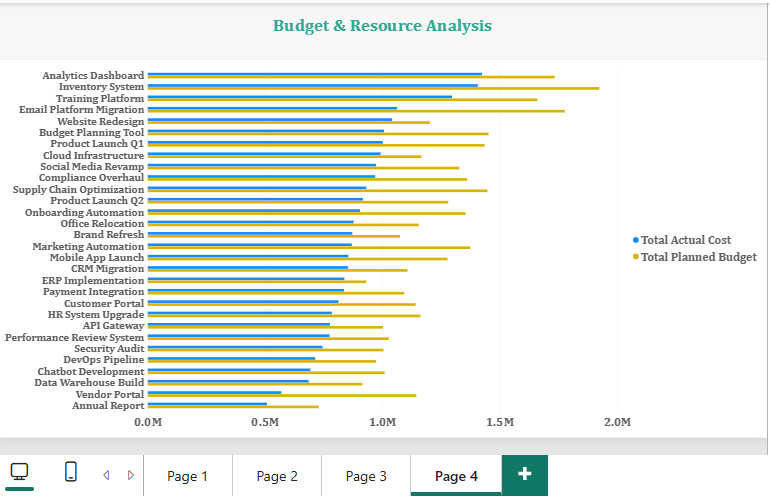 Budget & Resource Analysis
Analytics Dashboard
Inventory System
Training Platform
Email Platform Migration
Website Redesign
Budget Planning Tool
Product Launch Q1
Cloud Infrastructure
Social Media Revamp
Compliance Overhaul
Supply Chain Optimization
Product Launch Q2
Onboarding Automation
Office Relocation
Brand Refresh
Marketing Automation
Mobile App Launch
CRM Migration
ERP Implementation
Payment Integration
Customer Portal
HR System Upgrade
API Gateway
Performance Review System
Security Audit
DevOps Pipeline
Chatbot Development
Data Warehouse Build
Vendor Portal
Annual Report
0.0M 0.5M 1.0M 1.5M 2.0M
Total Actual Cost
Total Planned Budget
Page 1 Page 2 Page 3 Page 4 +